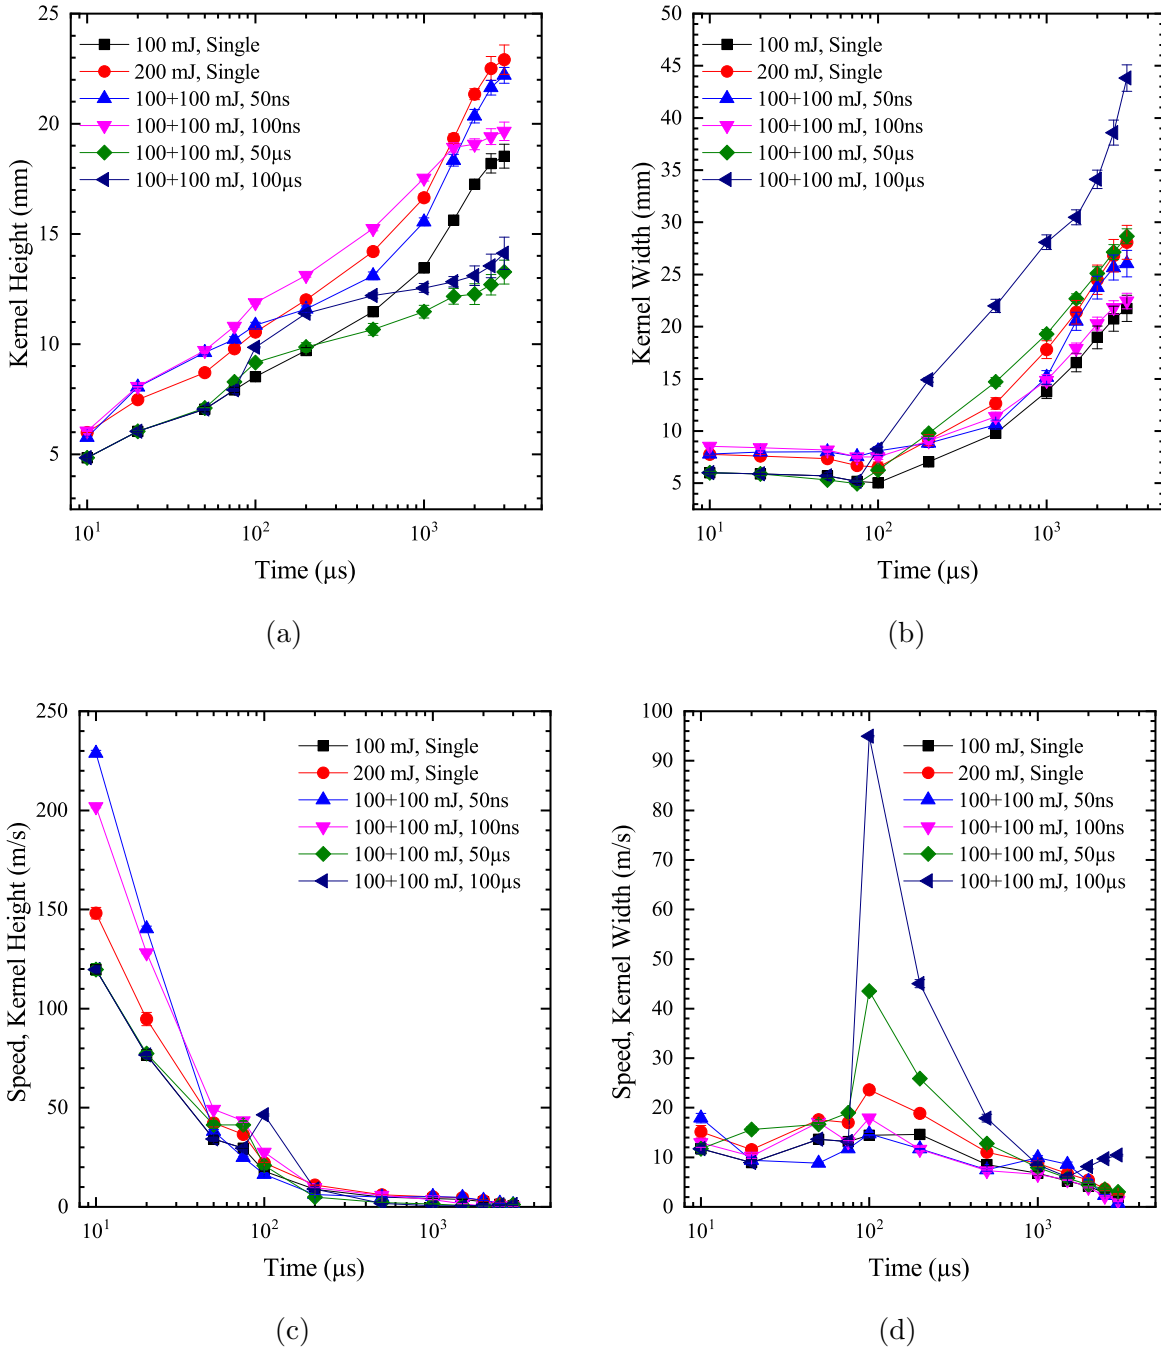 25
20
15
10
5
Kernel Height (mm)
100 mJ, Single
200 mJ, Single
100+100 mJ, 50ns
100+100 mJ, 100ns
100+100 mJ, 50µs
100+100 mJ, 100µs
10¹ 10² 10³
Time (µs)
(a)
50
45
40
35
30
25
20
15
10
5
Kernel Width (mm)
100 mJ, Single
200 mJ, Single
100+100 mJ, 50ns
100+100 mJ, 100ns
100+100 mJ, 50µs
100+100 mJ, 100µs
10¹ 10² 10³
Time (µs)
(b)
250
200
150
100
50
0
Speed, Kernel Height (m/s)
100 mJ, Single
200 mJ, Single
100+100 mJ, 50ns
100+100 mJ, 100ns
100+100 mJ, 50µs
100+100 mJ, 100µs
10¹ 10² 10³
Time (µs)
(c)
100
90
80
70
60
50
40
30
20
10
0
Speed, Kernel Width (m/s)
100 mJ, Single
200 mJ, Single
100+100 mJ, 50ns
100+100 mJ, 100ns
100+100 mJ, 50µs
100+100 mJ, 100µs
10¹ 10² 10³
Time (µs)
(d)